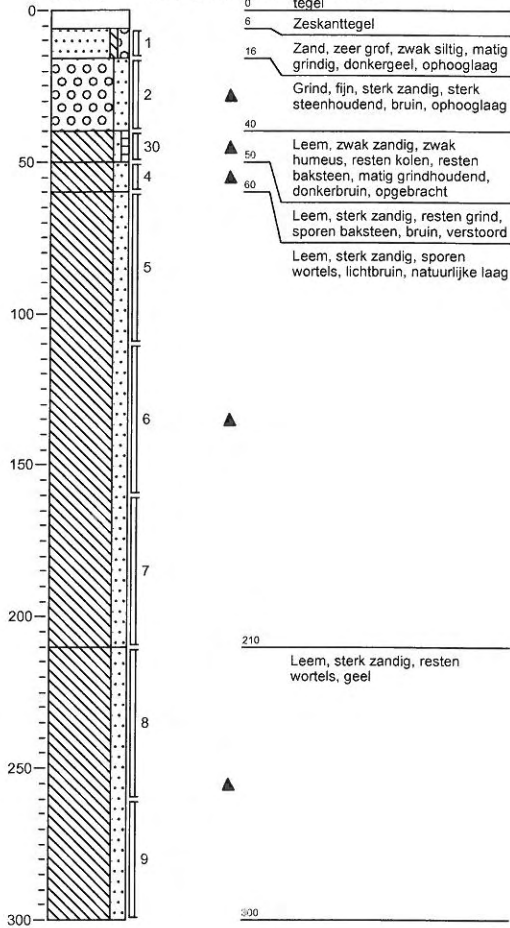 0
0
tegel
6
Zeskanttegel
1
16
Zand, zeer grof, zwak siltig, matig
grindig, donkergeel, ophooglaag
2
Grind, fijn, sterk zandig, sterk
steenhoudend, bruin, ophooglaag
40
30
Leem, zwak zandig, zwak
humeus, resten kolen, resten
baksteen, matig grindhoudend,
donkerbruin, opgebracht
50
50
4
60
Leem, sterk zandig, resten grind,
sporen baksteen, bruin, verstoord
Leem, sterk zandig, sporen
wortels, lichtbruin, natuurlijke laag
5
100
6
150
7
200
210
Leem, sterk zandig, resten
wortels, geel
8
250
9
300
300